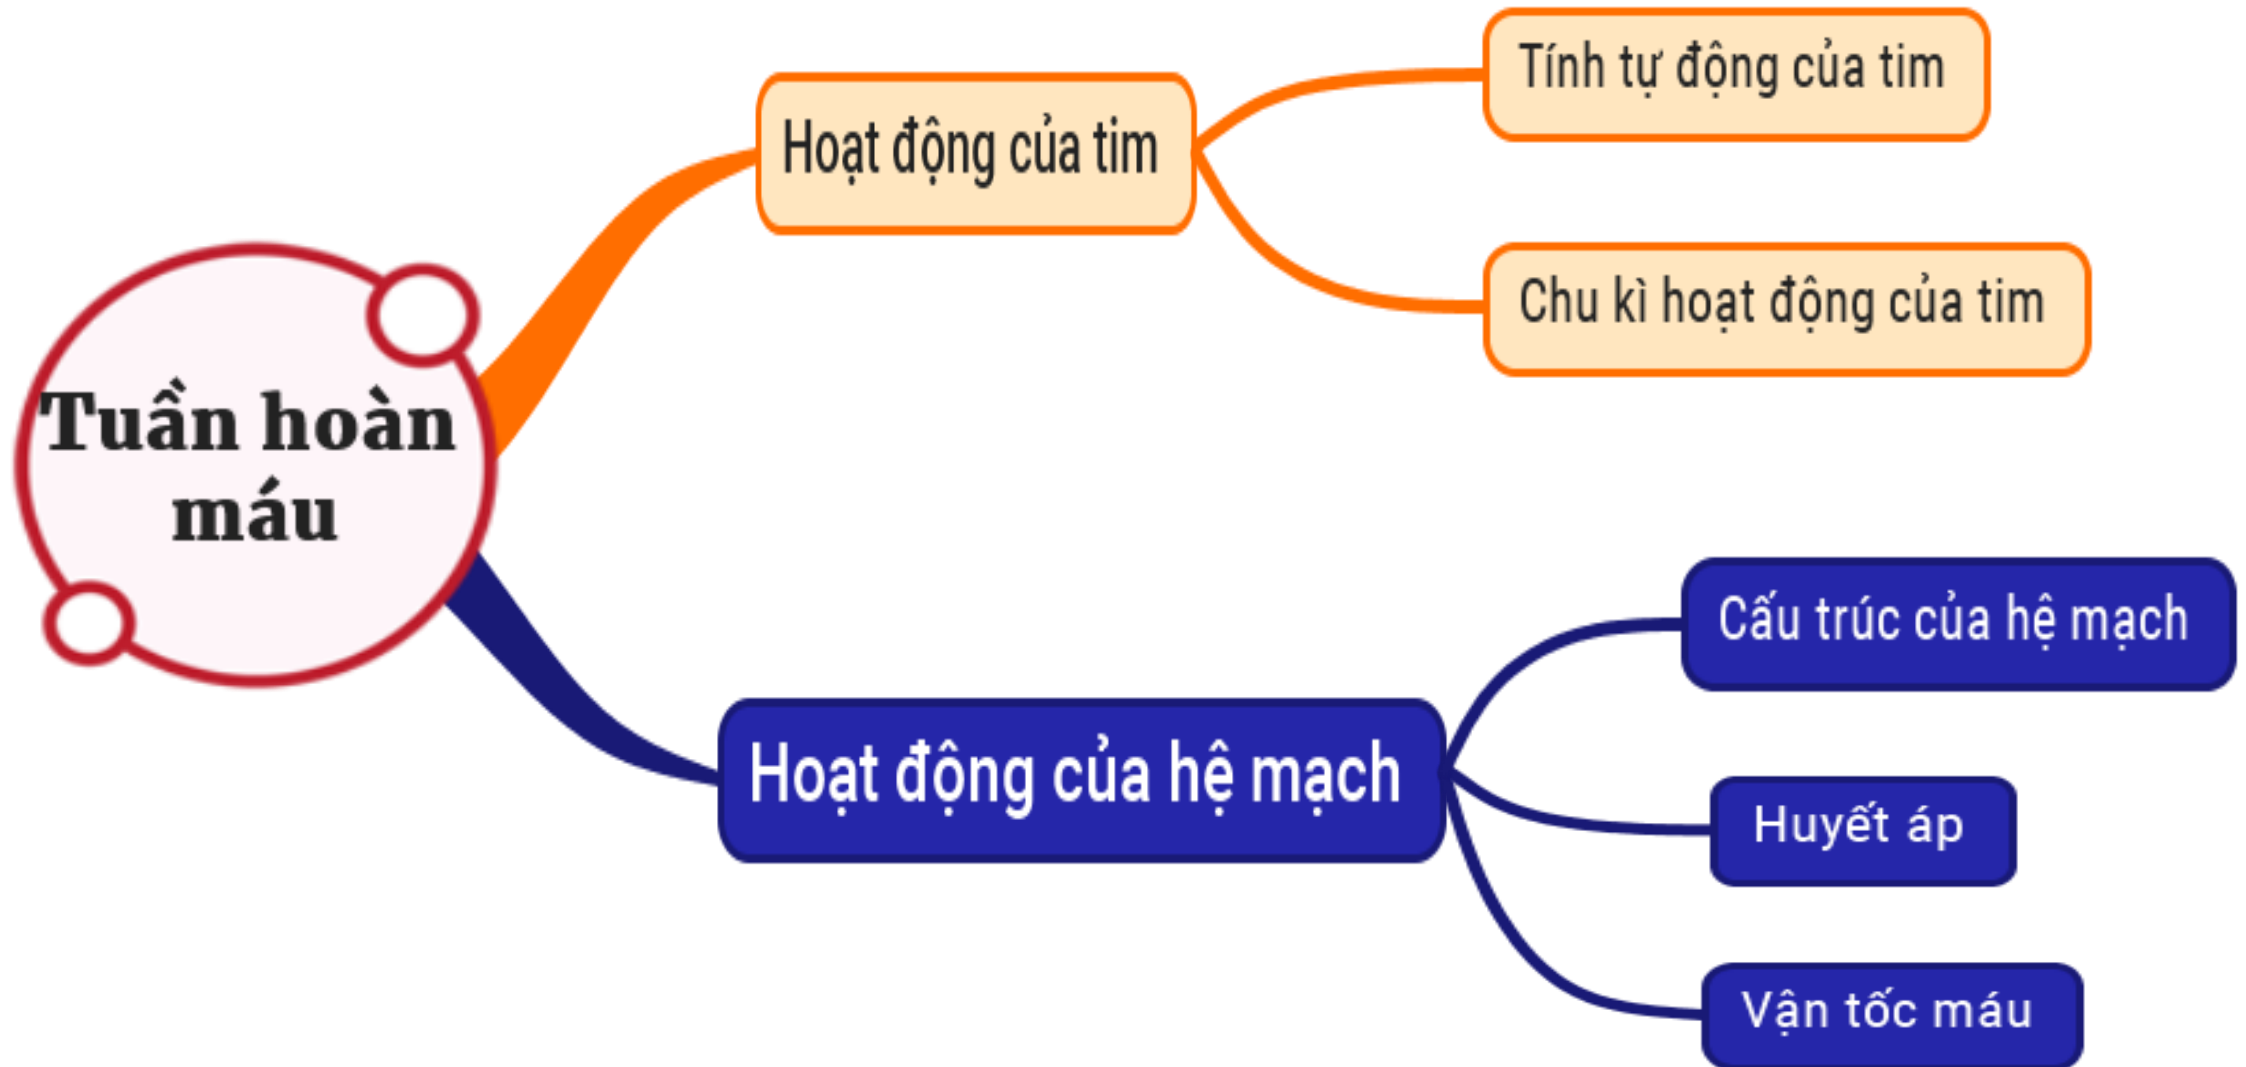 Tuần hoàn
máu
Hoạt động của tim
Tính tự động của tim
Chu kì hoạt động của tim
Hoạt động của hệ mạch
Cấu trúc của hệ mạch
Huyết áp
Vận tốc máu